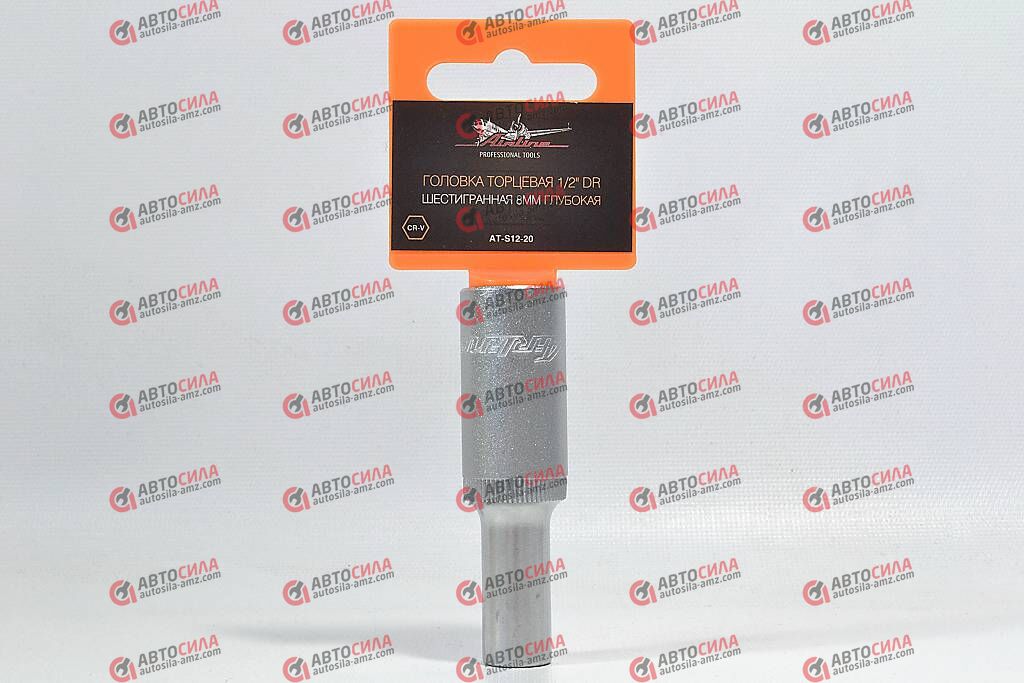 Airline
PROFESSIONAL TOOLS
ГОЛОВКА ТОРЦЕВАЯ 1/2" DR
ШЕСТИГРАННАЯ 8ММ ГЛУБОКАЯ
CR-V
AT-S12-20
Airline
АВТОСИЛА
autosila-amz.com